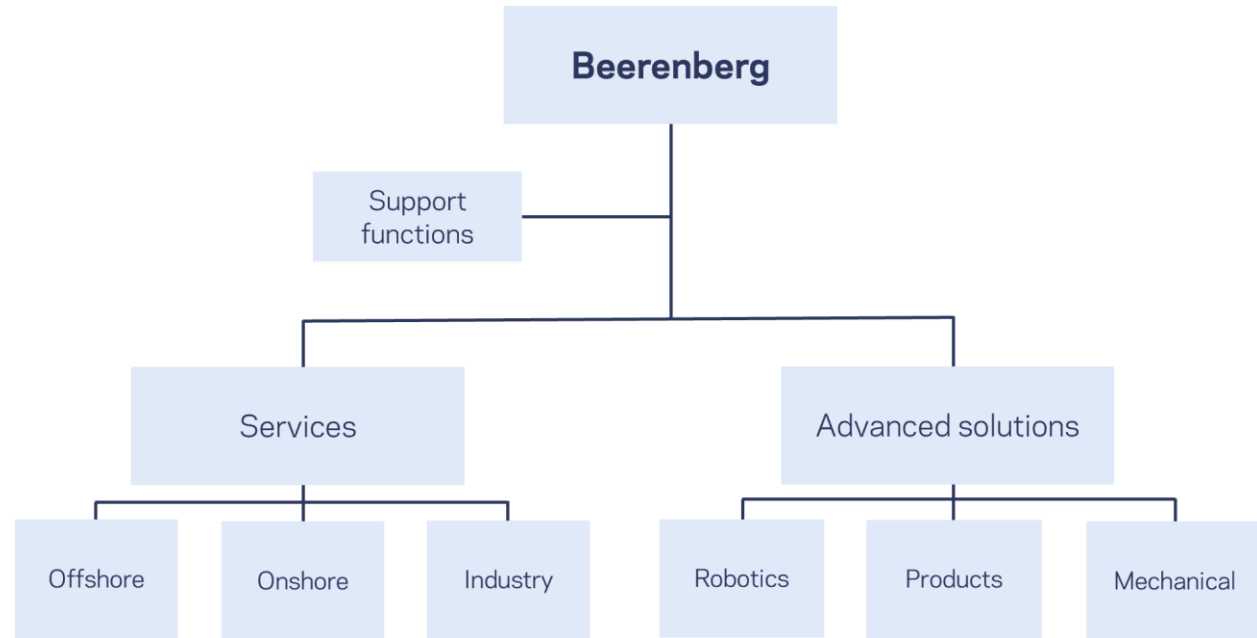 Beerenberg
Support
functions
Services
Advanced solutions
Offshore
Onshore
Industry
Robotics
Products
Mechanical